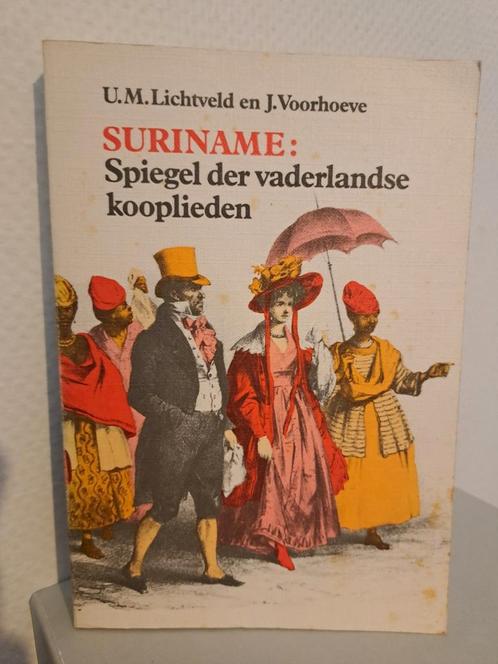 U.M. Lichtveld en J. Voorhoeve
SURINAME:
Spiegel der vaderlandse
kooplieden